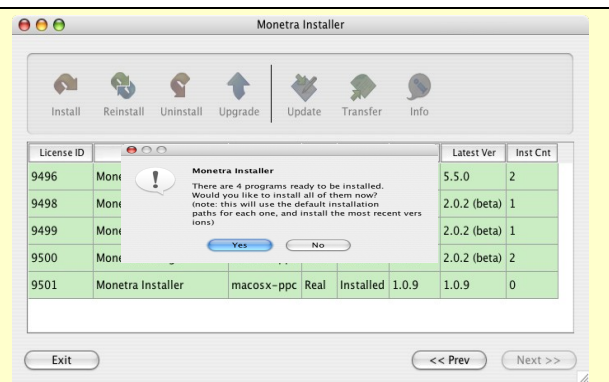 Monetra Installer
Install Reinstall Uninstall Upgrade Update Transfer Info
License ID Latest Ver Inst Cnt
9496 Mone 5.5.0 2
Monetra Installer
There are 4 programs ready to be installed.
Would you like to install all of them now?
(note: this will use the default installation
paths for each one, and install the most recent vers
ions)
Yes No
9498 Mone 2.0.2 (beta) 1
9499 Mone 2.0.2 (beta) 1
9500 Mone 2.0.2 (beta) 2
9501 Monetra Installer macosx-ppc Real Installed 1.0.9 1.0.9 0
Exit << Prev Next >>